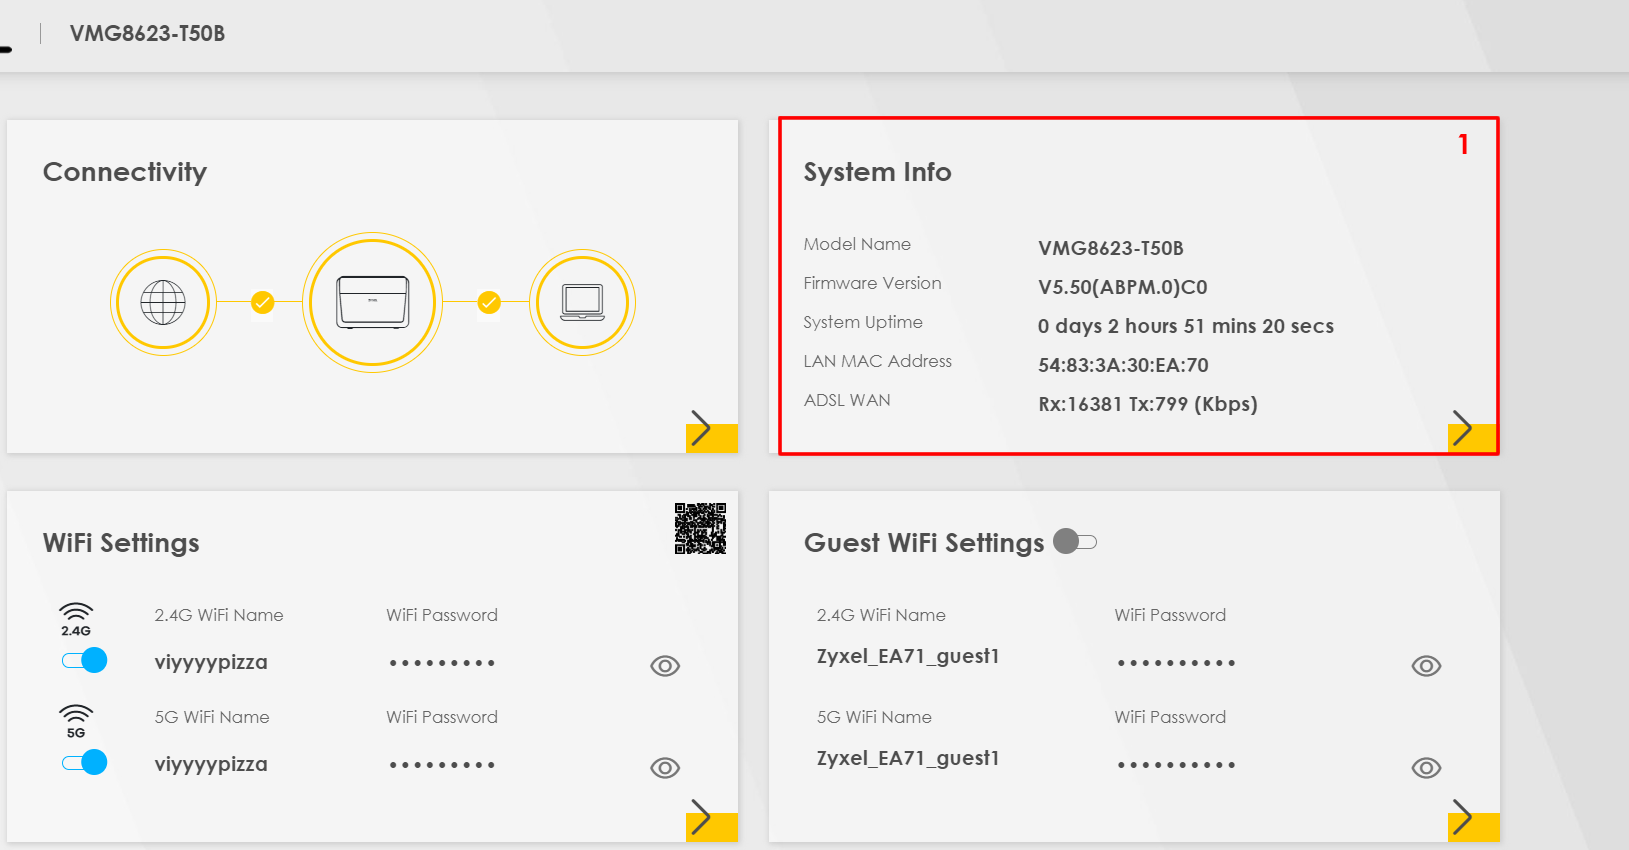 VMG8623-T50B
Connectivity
1
System Info
Model Name VMG8623-T50B
Firmware Version V5.50(ABPM.0)C0
System Uptime 0 days 2 hours 51 mins 20 secs
LAN MAC Address 54:83:3A:30:EA:70
ADSL WAN Rx:16381 Tx:799 (Kbps)
WiFi Settings
2.4G WiFi Name WiFi Password
2.4G
viyyyypizza •••••••••
5G WiFi Name WiFi Password
5G
viyyyypizza •••••••••
Guest WiFi Settings
2.4G WiFi Name WiFi Password
Zyxel_EA71_guest1 ••••••••••
5G WiFi Name WiFi Password
Zyxel_EA71_guest1 ••••••••••